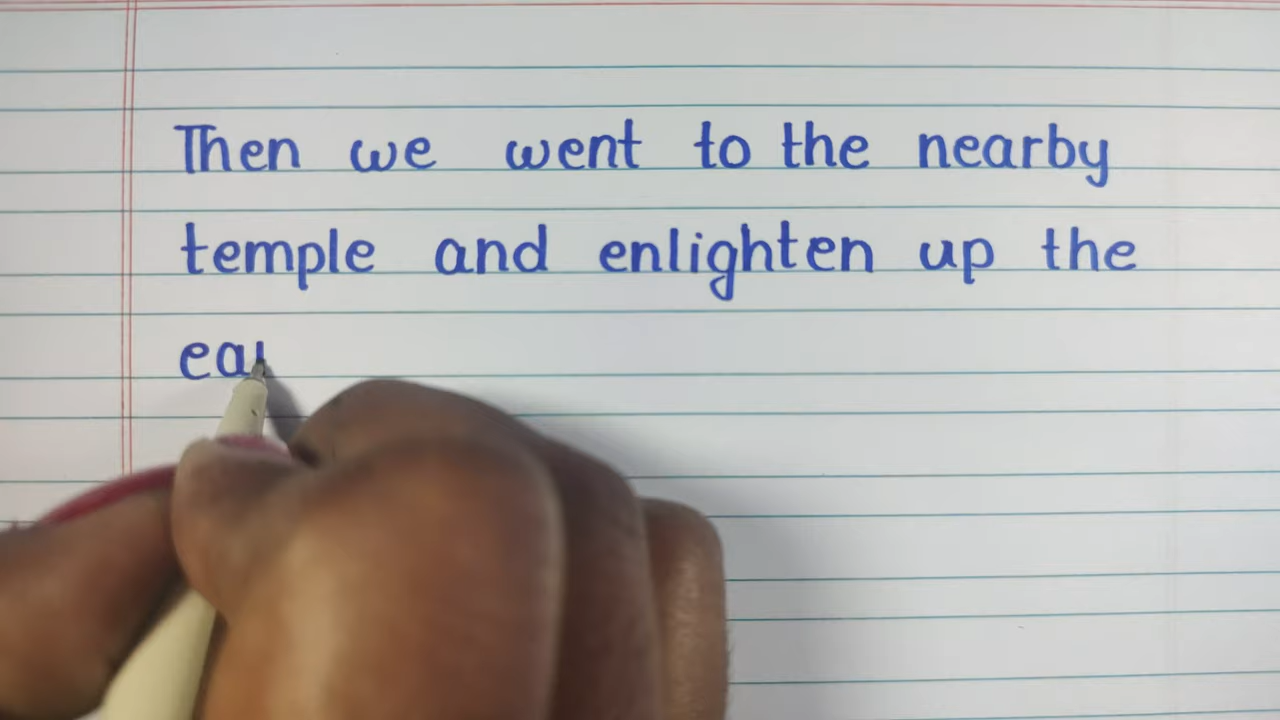 Then we went to the nearby
temple and enlighten up the
ea